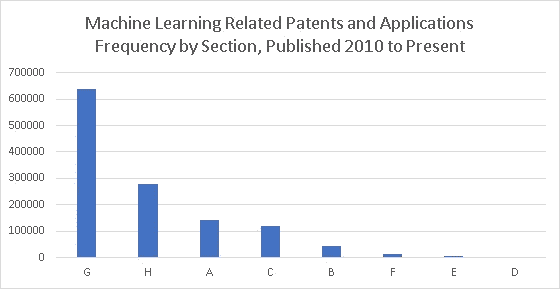 Machine Learning Related Patents and Applications
Frequency by Section, Published 2010 to Present
700000
600000
500000
400000
300000
200000
100000
0
G H A C B F E D